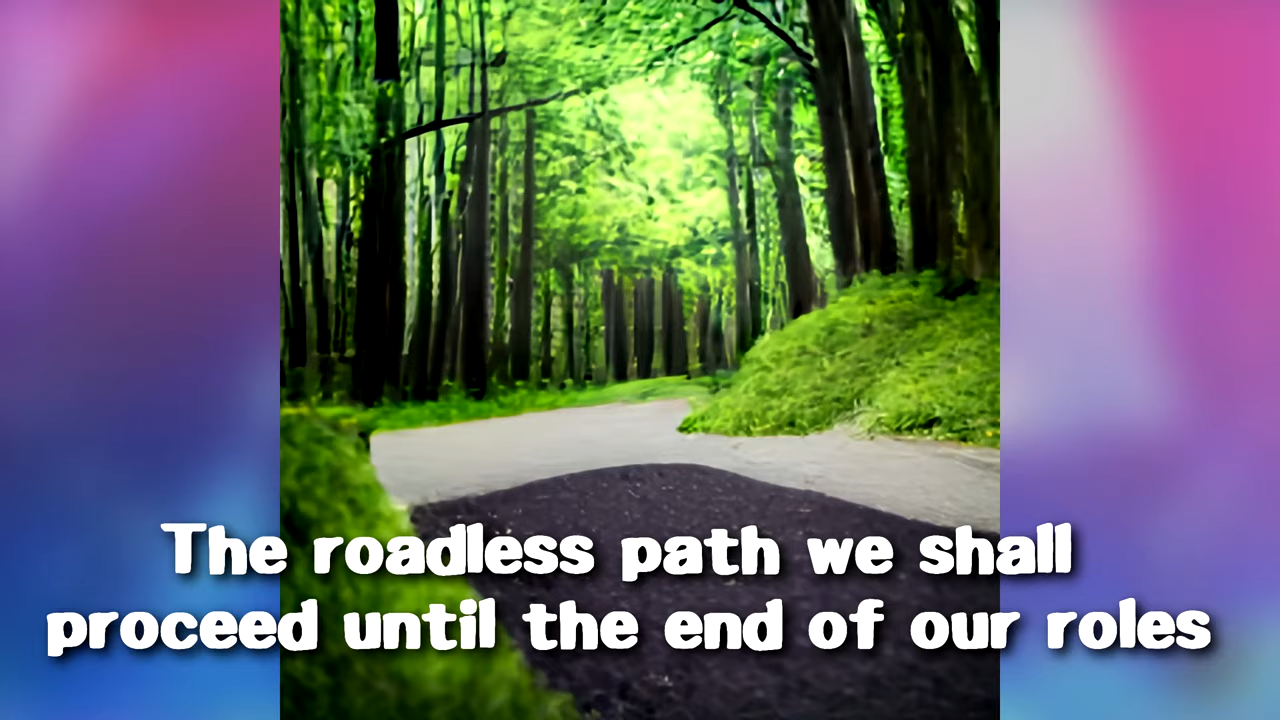 The roadless path we shall
proceed until the end of our roles